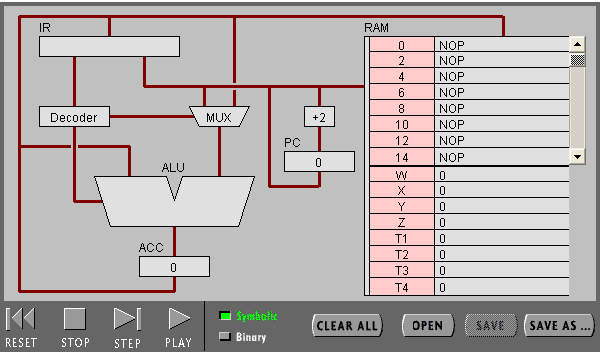 IR
RAM
0 NOP
2 NOP
4 NOP
6 NOP
8 NOP
10 NOP
12 NOP
14 NOP
W 0
X 0
Y 0
Z 0
T1 0
T2 0
T3 0
T4 0
Decoder
MUX
+2
PC
0
ALU
ACC
0
RESET
STOP
STEP
PLAY
Symbolic
Binary
CLEAR ALL
OPEN
SAVE
SAVE AS ...